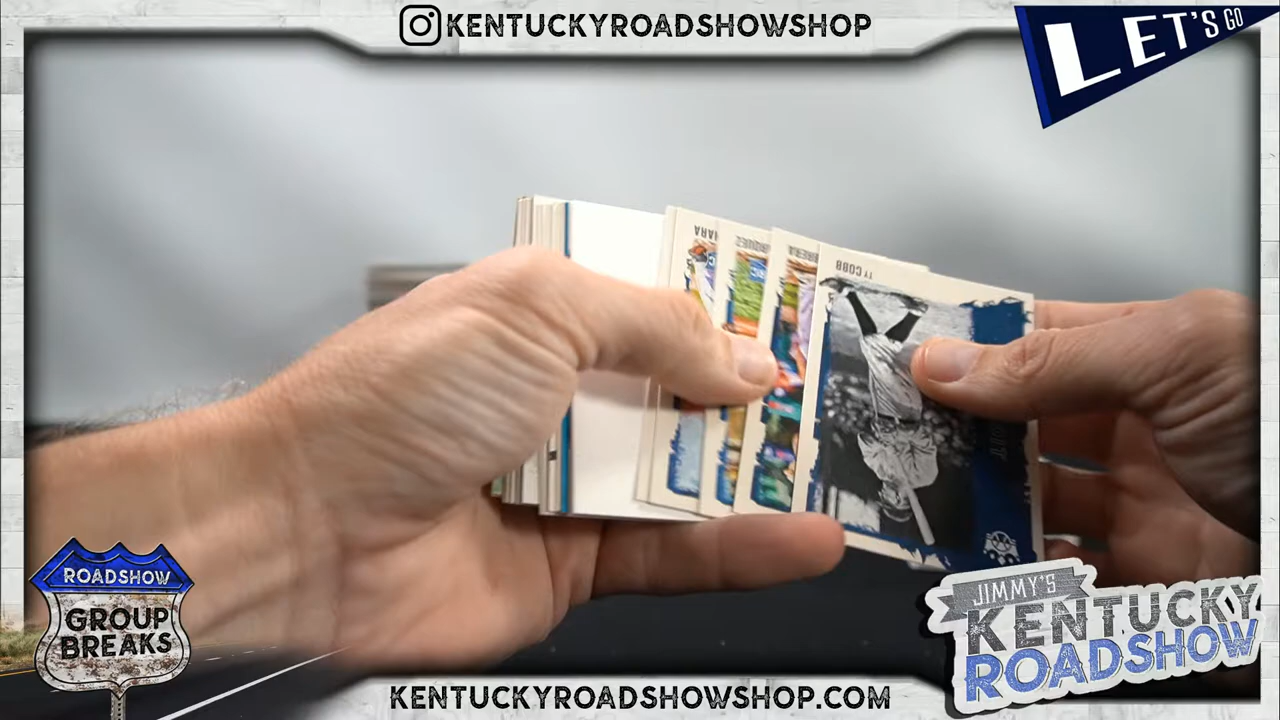 KENTUCKYROADSHOWSHOP
LET'S GO
TY COBB
ROADSHOW
GROUP
BREAKS
JIMMY'S
KENTUCKY
ROADSHOW
KENTUCKYROADSHOWSHOP.COM